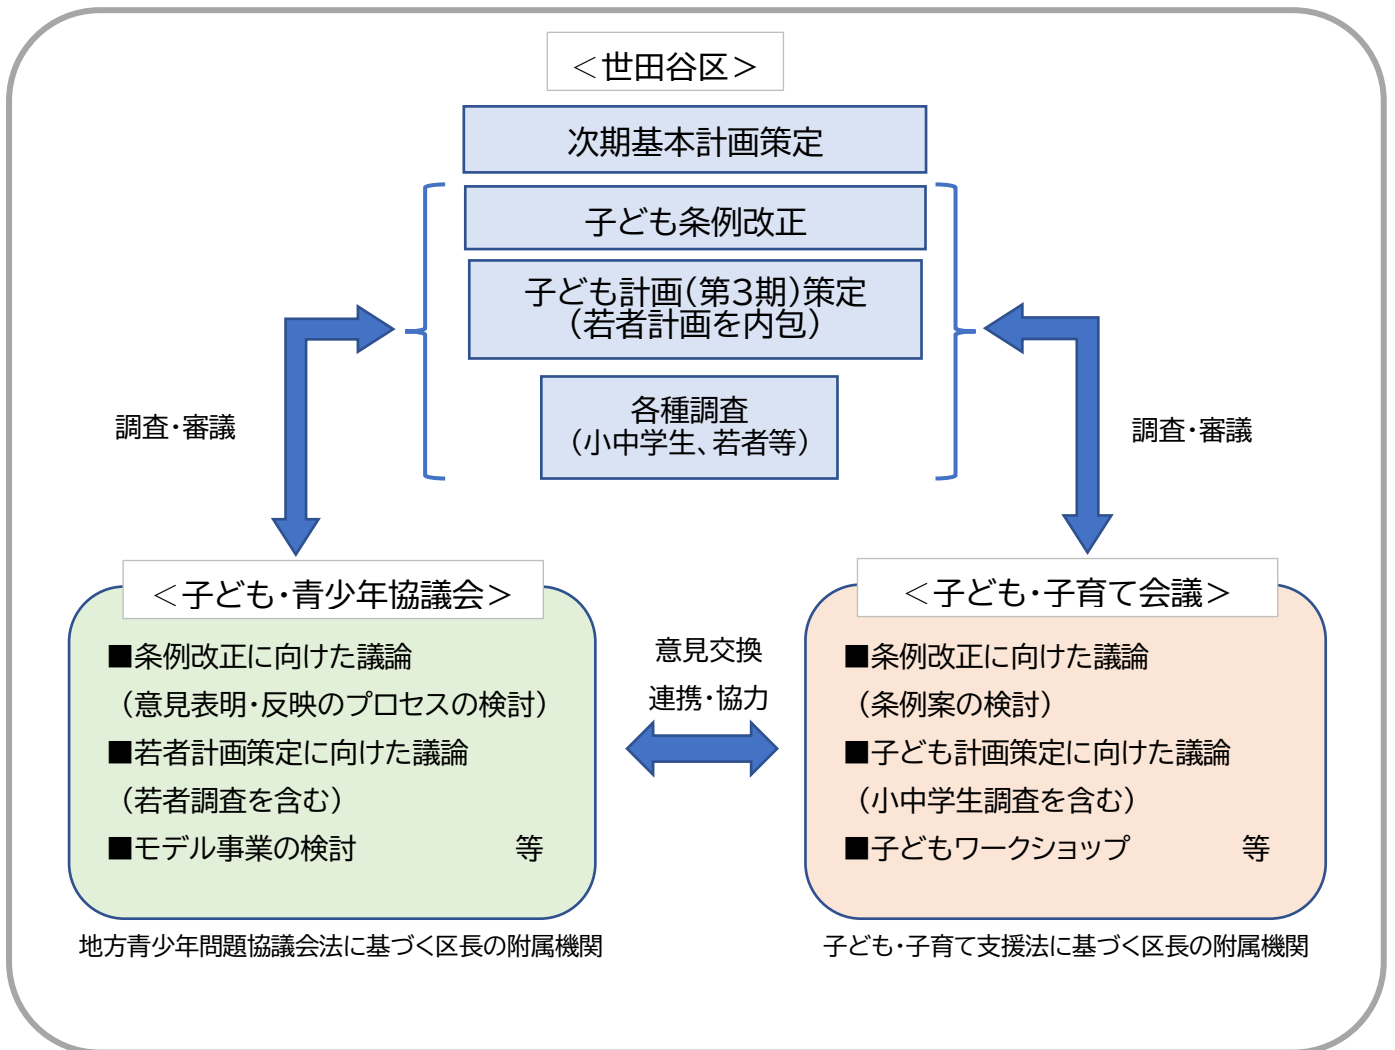 ＜世田谷区＞
次期基本計画策定
子ども条例改正
子ども計画（第３期）策定
（若者計画を内包）
各種調査
（小中学生、若者等）
調査・審議
調査・審議
＜子ども・青少年協議会＞
■条例改正に向けた議論
（意見表明・反映のプロセスの検討）
■若者計画策定に向けた議論
（若者調査を含む）
■モデル事業の検討　　　　　　等
地方青少年問題協議会法に基づく区長の附属機関
意見交換
連携・協力
＜子ども・子育て会議＞
■条例改正に向けた議論
（条例案の検討）
■子ども計画策定に向けた議論
（小中学生調査を含む）
■子どもワークショップ　　　　等
子ども・子育て支援法に基づく区長の附属機関